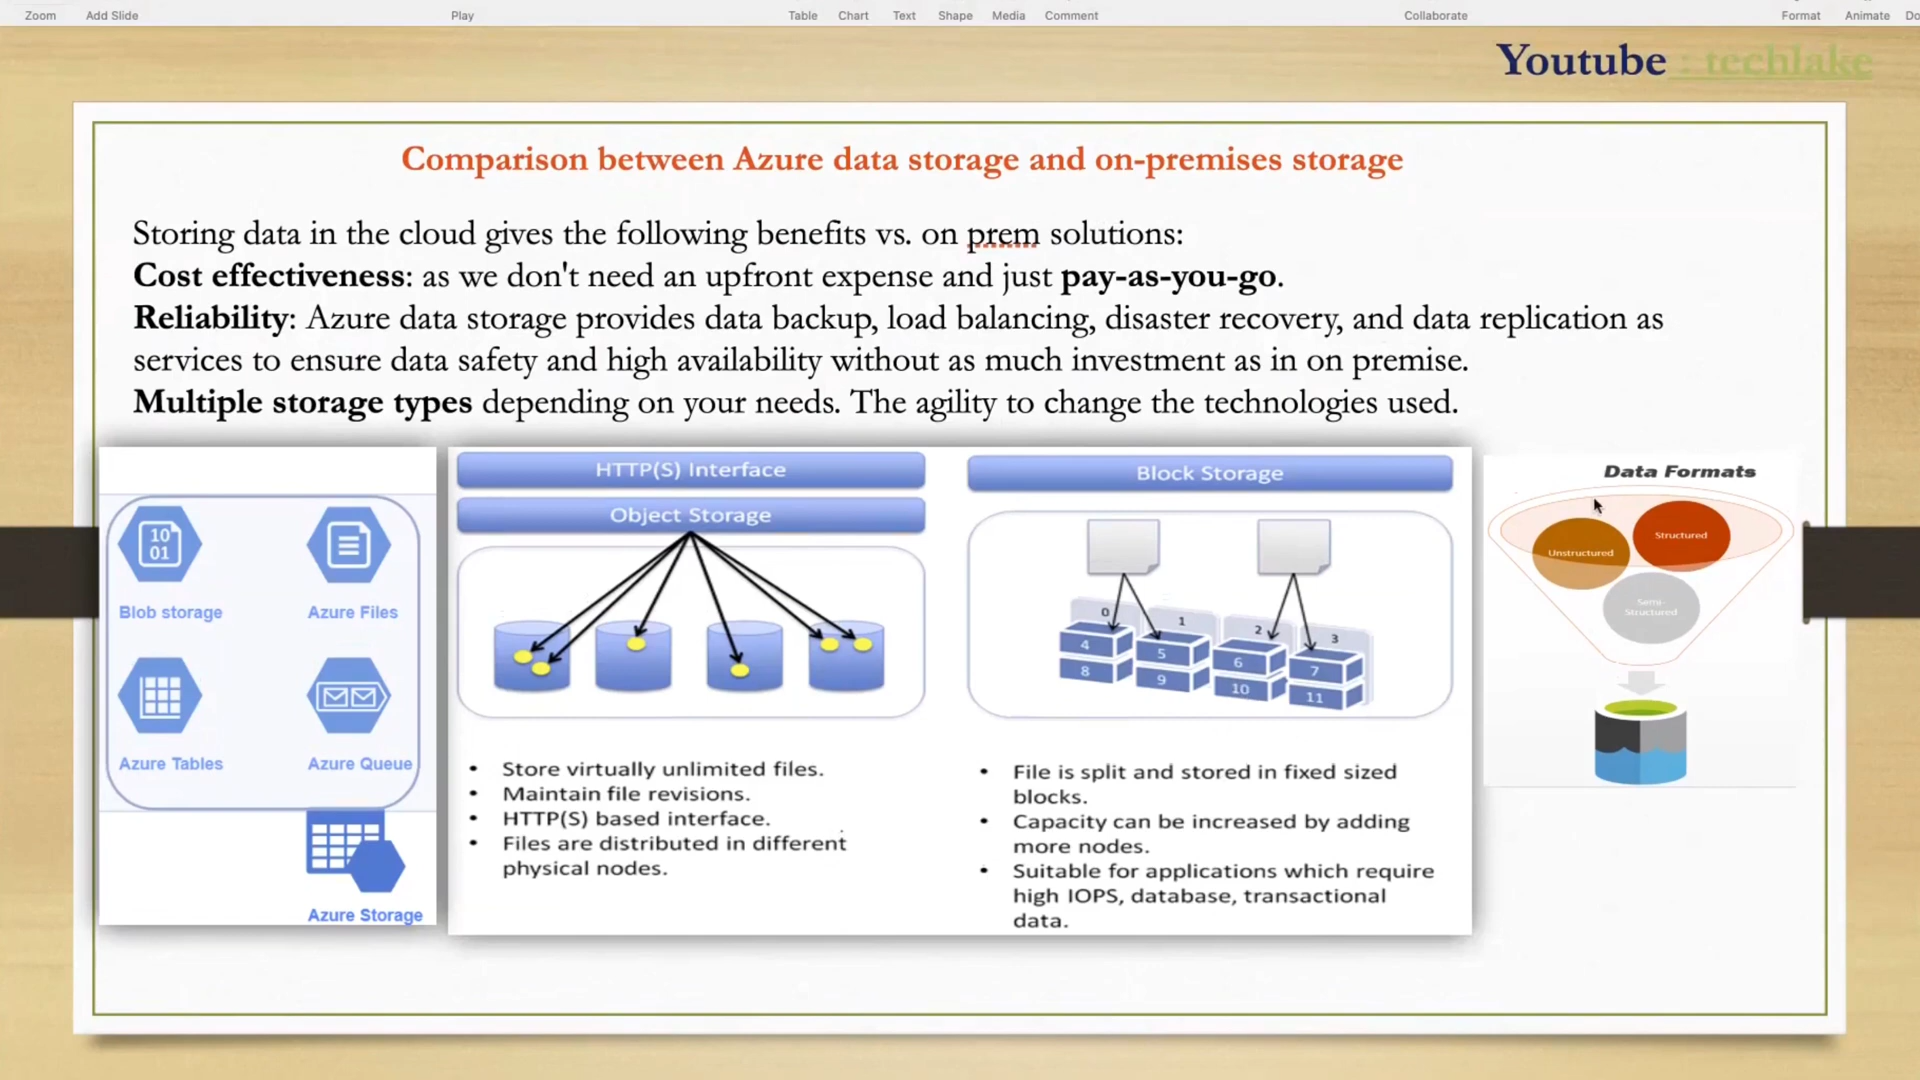 Zoom Add Slide Play Table Chart Text Shape Media Comment Collaborate Format Animate Do
Youtube : techlake
Comparison between Azure data storage and on-premises storage
Storing data in the cloud gives the following benefits vs. on prem solutions:
Cost effectiveness: as we don't need an upfront expense and just pay-as-you-go.
Reliability: Azure data storage provides data backup, load balancing, disaster recovery, and data replication as
services to ensure data safety and high availability without as much investment as in on premise.
Multiple storage types depending on your needs. The agility to change the technologies used.
10
01
Blob storage
Azure Files
Azure Tables
Azure Queue
Azure Storage
HTTP(S) Interface
Object Storage
• Store virtually unlimited files.
• Maintain file revisions.
• HTTP(S) based interface.
• Files are distributed in different
physical nodes.
Block Storage
0 1 2 3
4 5 6 7
8 9 10 11
• File is split and stored in fixed sized
blocks.
• Capacity can be increased by adding
more nodes.
• Suitable for applications which require
high IOPS, database, transactional
data.
Data Formats
Unstructured
Structured
Semi-
Structured